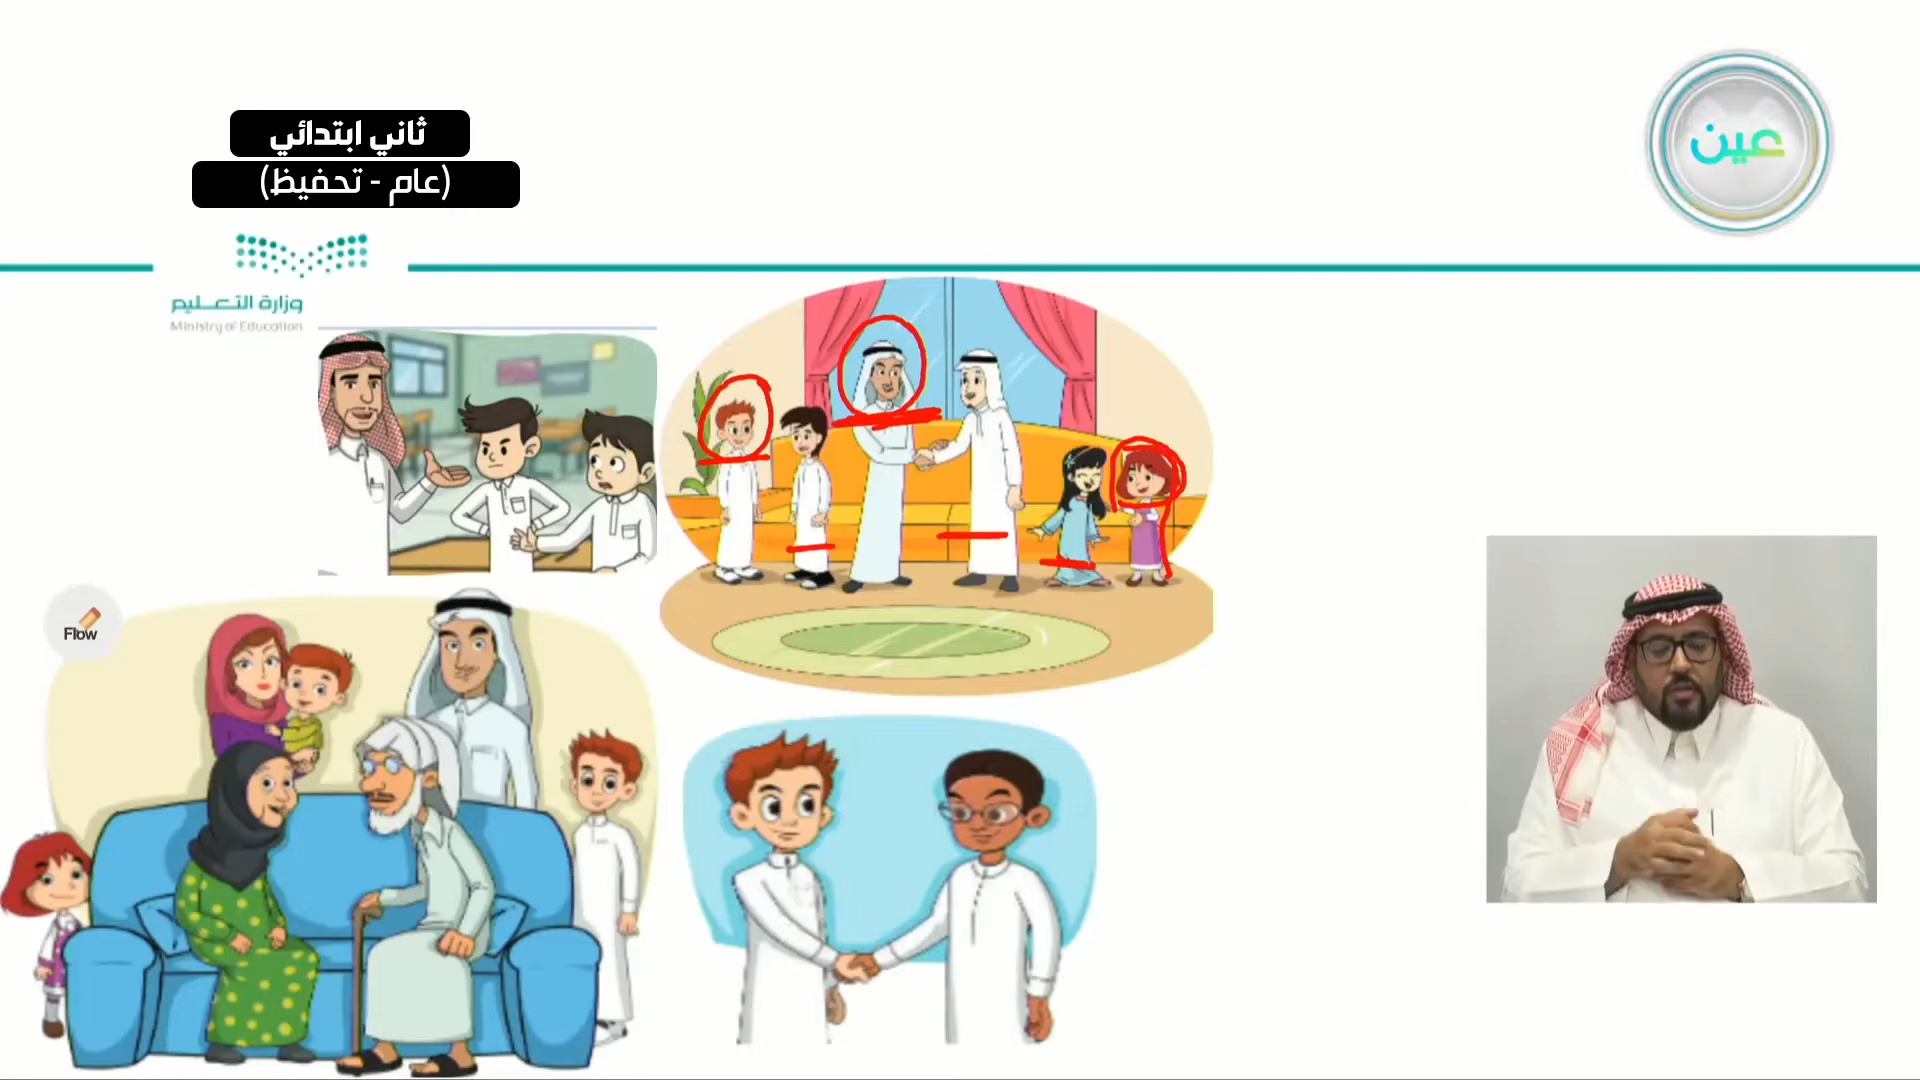 ثاني ابتدائي
(عام - تحفيظ)
عين
وزارة التعليم
Ministry of Education
Flow